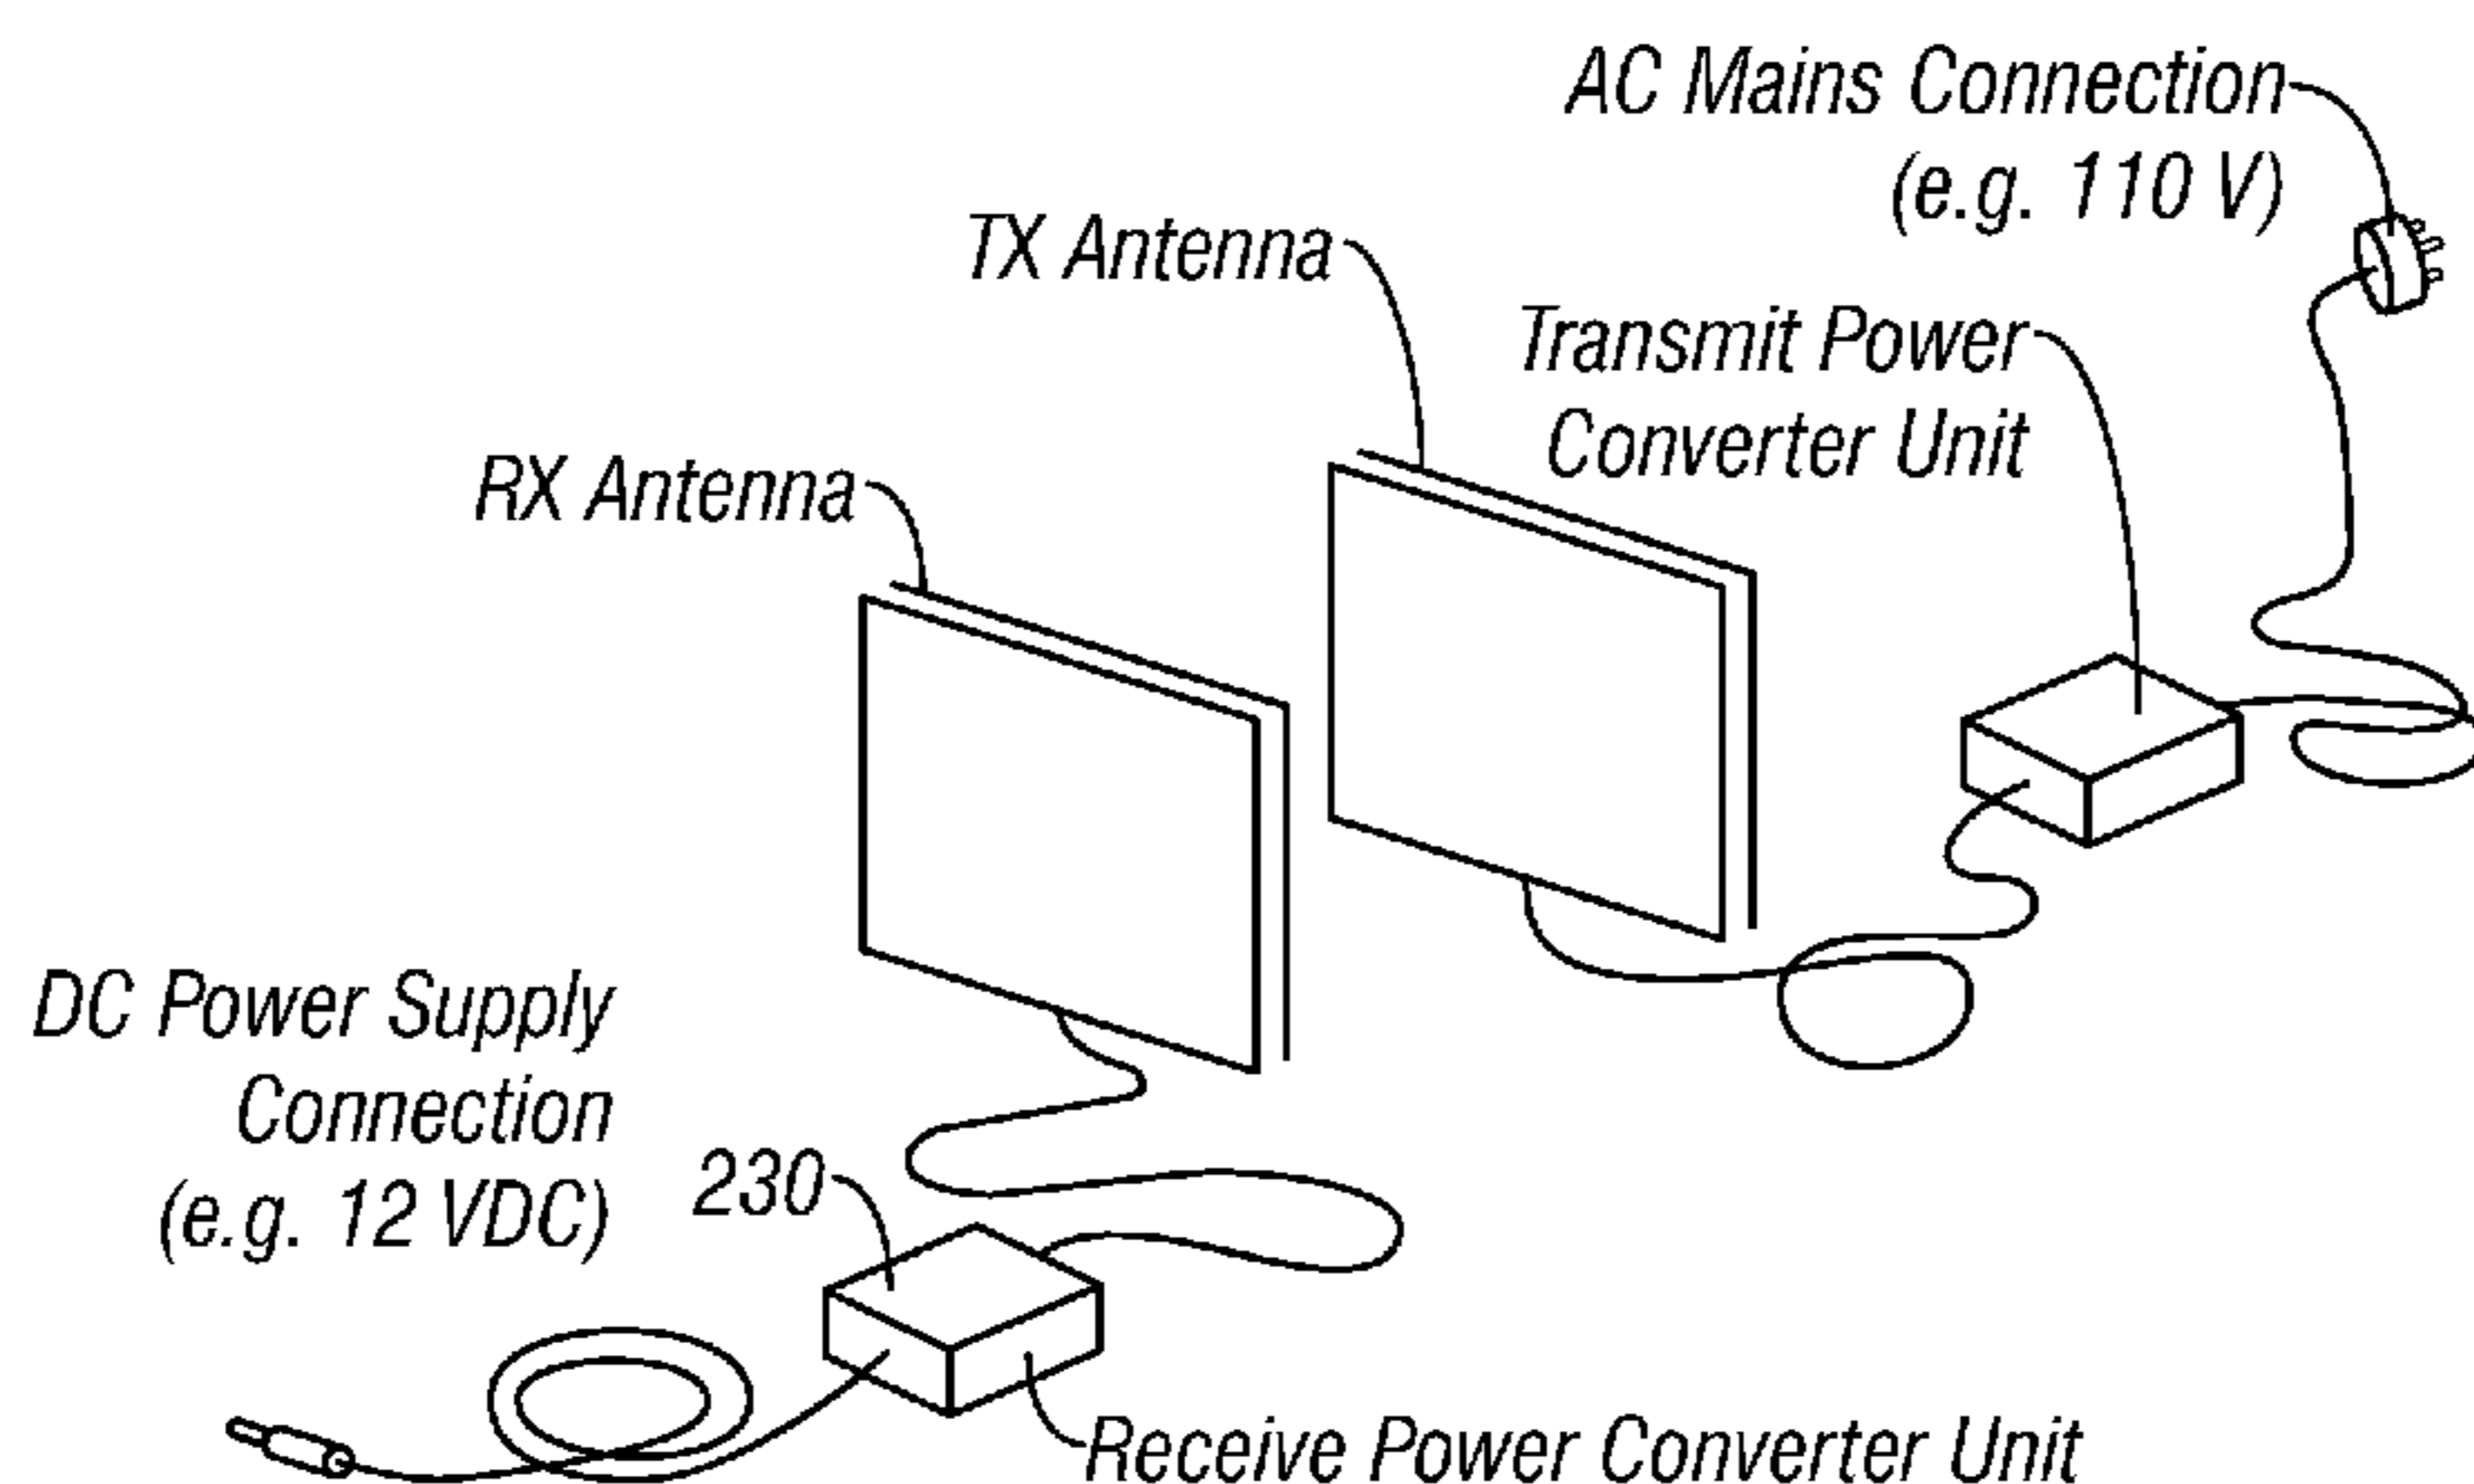 AC Mains Connection
(e.g. 110 V)
TX Antenna
Transmit Power
Converter Unit
RX Antenna
DC Power Supply
Connection
(e.g. 12 VDC)
230
Receive Power Converter Unit